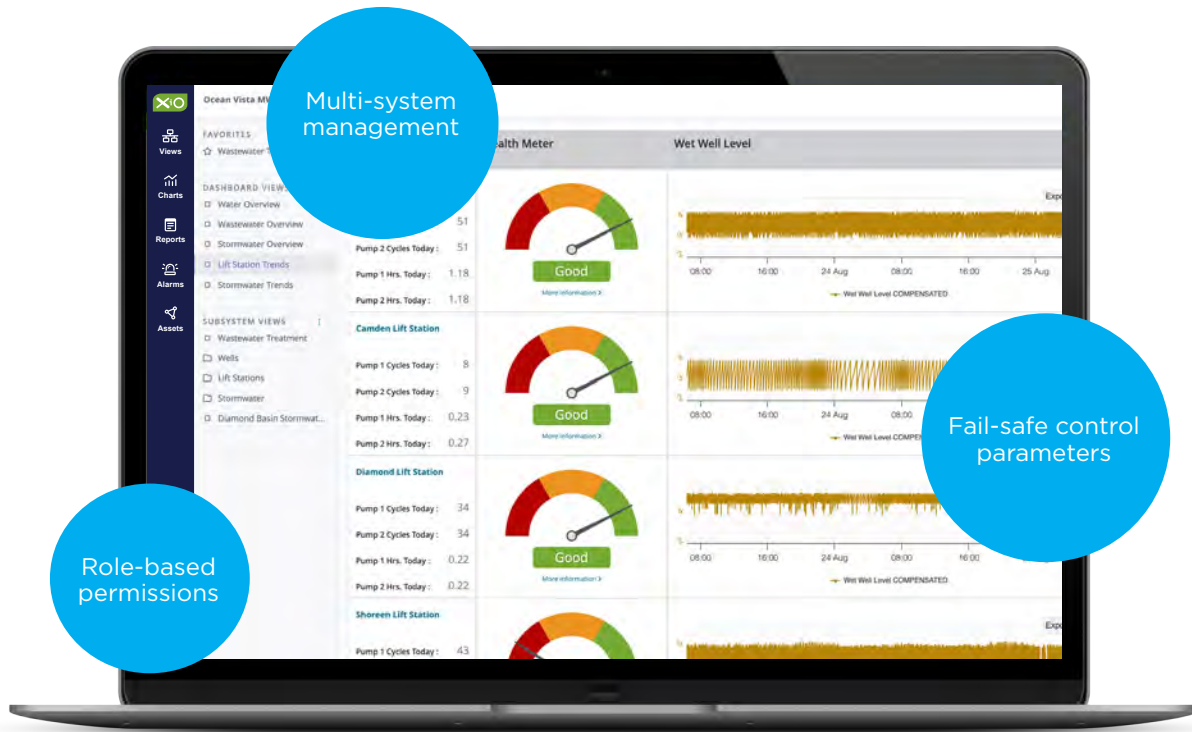 Multi-system
management
Role-based
permissions
Fail-safe control
parameters
XiO
Ocean Vista
Views
Charts
Reports
Alarms
Assets
FAVORITES
Wastewater
DASHBOARD VIEWS
Water Overview
Wastewater Overview
Stormwater Overview
Lift Station Trends
Stormwater Trends
SUBSYSTEM VIEWS
Wastewater Treatment
Wells
Lift Stations
Stormwater
Diamond Basin Stormwat...
ealth Meter
Wet Well Level
51
Pump 2 Cycles Today : 51
Pump 1 Hrs. Today : 1.18
Pump 2 Hrs. Today : 1.18
Good
More information >
Expo
08:00 16:00 24 Aug 08:00 16:00 25 Aug
Wet Well Level COMPENSATED
Camden Lift Station
Pump 1 Cycles Today : 8
Pump 2 Cycles Today : 9
Pump 1 Hrs. Today : 0.23
Pump 2 Hrs. Today : 0.27
Good
More information >
08:00 16:00 24 Aug 08:00
Wet Well Level COMPEN
Diamond Lift Station
Pump 1 Cycles Today : 34
Pump 2 Cycles Today : 34
Pump 1 Hrs. Today : 0.22
Pump 2 Hrs. Today : 0.22
Good
More information >
08:00 16:00 24 Aug 08:00 16:00
Wet Well Level COMPENSATED
Shoreen Lift Station
Pump 1 Cycles Today : 43
Expo